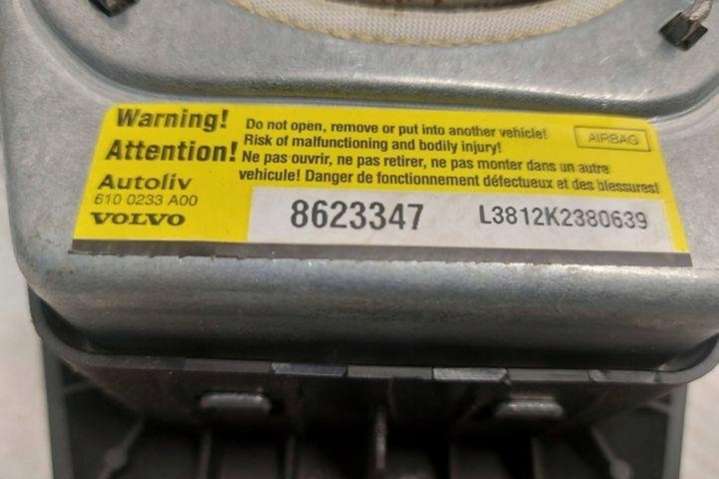 Warning!
Attention!
Do not open, remove or put into another vehicle!
Risk of malfunctioning and bodily injury!
Ne pas ouvrir, ne pas retirer, ne pas monter dans un autre
vehicule! Danger de fonctionnement défectueux et des blessures!
AIRBAG
Autoliv
610 0233 A00
VOLVO
8623347
L3812K2380639